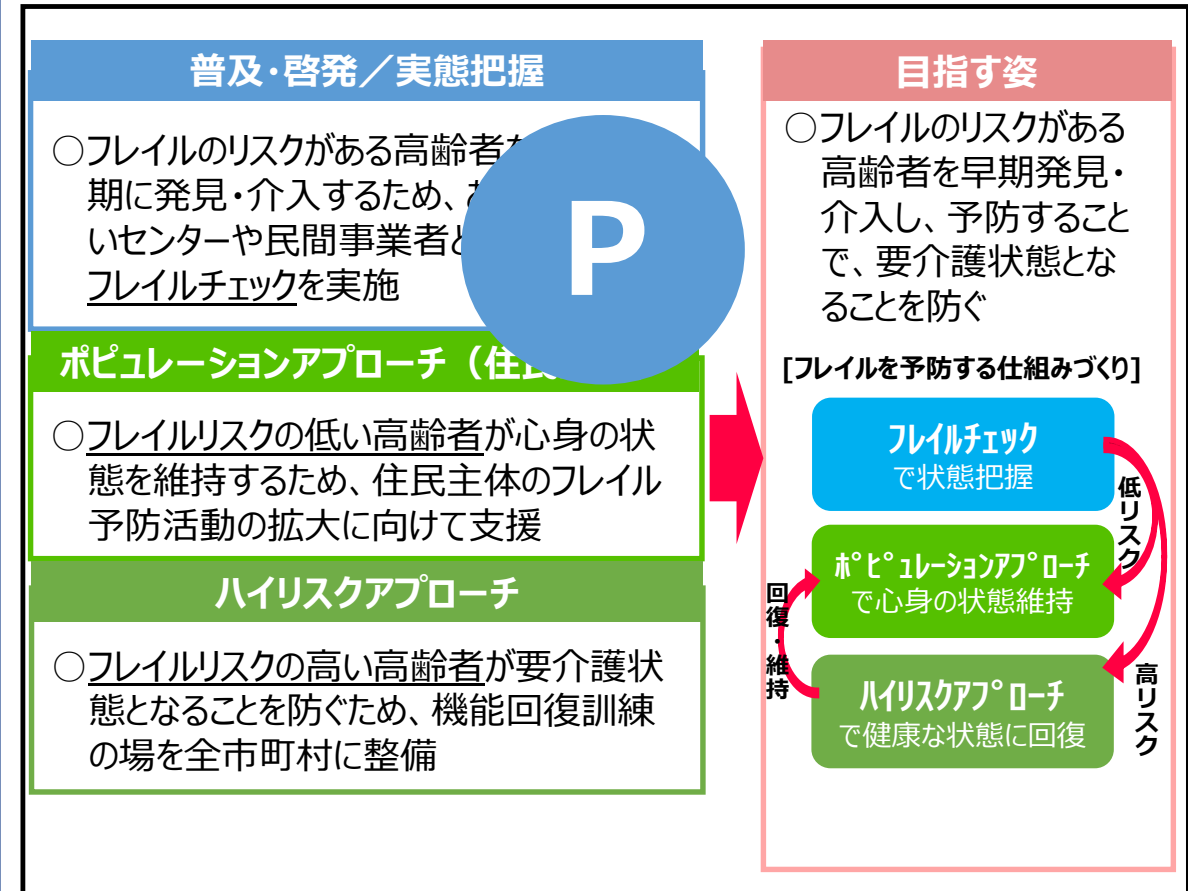 普及・啓発／実態把握
○フレイルのリスクがある高齢者
期に発見・介入するため、
いセンターや民間事業者
フレイルチェックを実施
P
ポピュレーションアプローチ（住
○フレイルリスクの低い高齢者が心身の状
態を維持するため、住民主体のフレイル
予防活動の拡大に向けて支援
ハイリスクアプローチ
○フレイルリスクの高い高齢者が要介護状
態となることを防ぐため、機能回復訓練
の場を全市町村に整備
目指す姿
○フレイルのリスクがある
高齢者を早期発見・
介入し、予防すること
で、要介護状態とな
ることを防ぐ
[フレイルを予防する仕組みづくり]
ﾌﾚｲﾙﾁｪｯｸ
で状態把握
低リスク
ﾎﾟﾋﾟｭﾚｰｼｮﾝｱﾌﾟﾛｰﾁ
で心身の状態維持
回復・維持
ﾊｲﾘｽｸｱﾌﾟﾛｰﾁ
で健康な状態に回復
高リスク